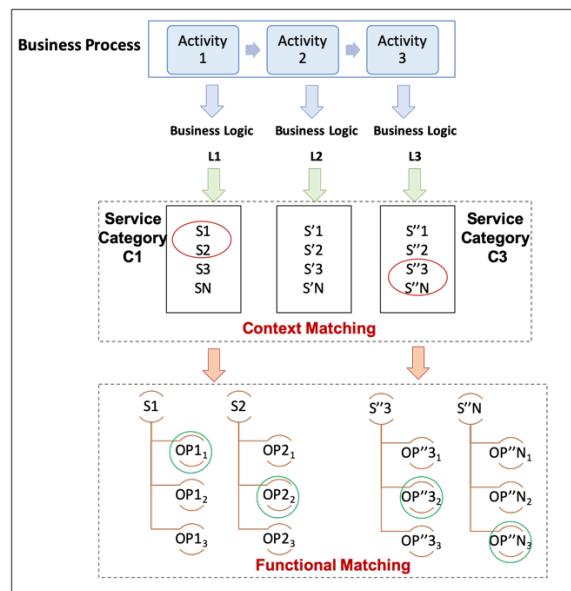 Business Process
Activity 1
Activity 2
Activity 3
Business Logic
Business Logic
Business Logic
L1
L2
L3
Service Category C1
S1
S2
S3
SN
S'1
S'2
S'3
S'N
S''1
S''2
S''3
S''N
Service Category C3
Context Matching
S1
S2
S''3
S''N
OP1₁
OP2₁
OP''3₁
OP''N₁
OP1₂
OP2₂
OP''3₂
OP''N₂
OP1₃
OP2₃
OP''3₃
OP''N₃
Functional Matching